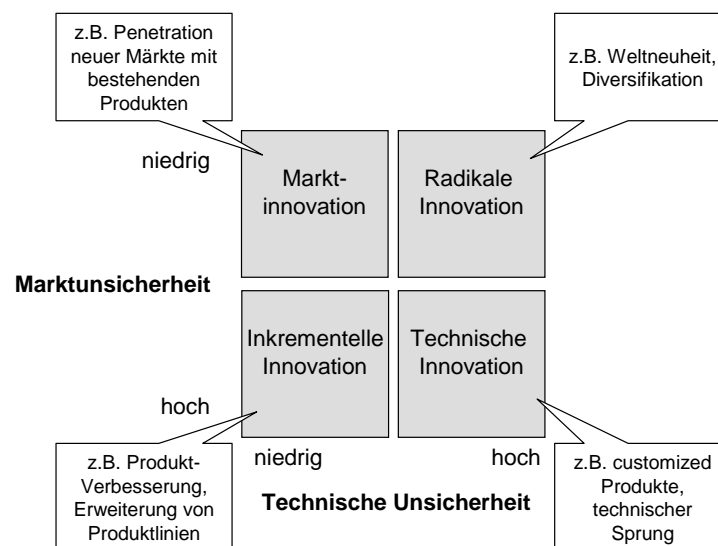 z.B. Penetration
neuer Märkte mit
bestehenden
Produkten
z.B. Weltneuheit,
Diversifikation
niedrig
Markt-
innovation
Radikale
Innovation
Marktunsicherheit
Inkrementelle
Innovation
Technische
Innovation
hoch
niedrig
hoch
z.B. Produkt-
Verbesserung,
Erweiterung von
Produktlinien
Technische Unsicherheit
z.B. customized
Produkte,
technischer
Sprung